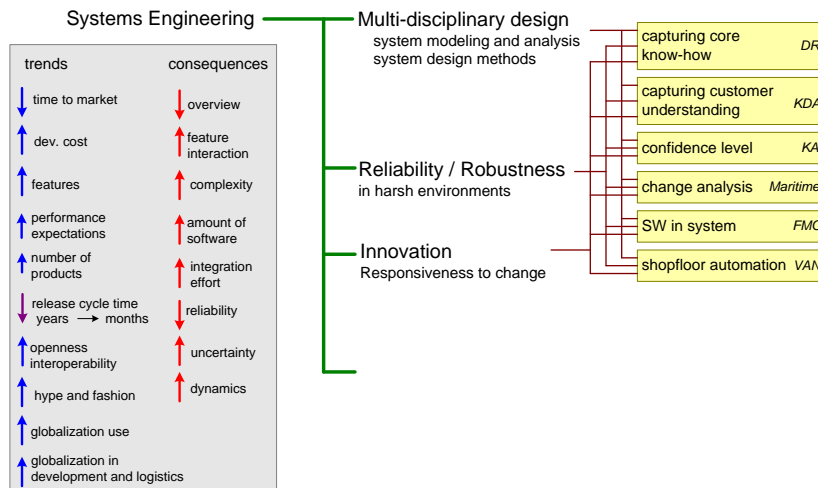 Systems Engineering
trends
consequences
time to market
dev. cost
features
performance
expectations
number of
products
release cycle time
years → months
openness
interoperability
hype and fashion
globalization use
globalization in
development and logistics
overview
feature
interaction
complexity
amount of
software
integration
effort
reliability
uncertainty
dynamics
Multi-disciplinary design
system modeling and analysis
system design methods
Reliability / Robustness
in harsh environments
Innovation
Responsiveness to change
capturing core
know-how
DR
capturing customer
understanding
KDA
confidence level
KA
change analysis
Maritime
SW in system
FMC
shopfloor automation
VAN